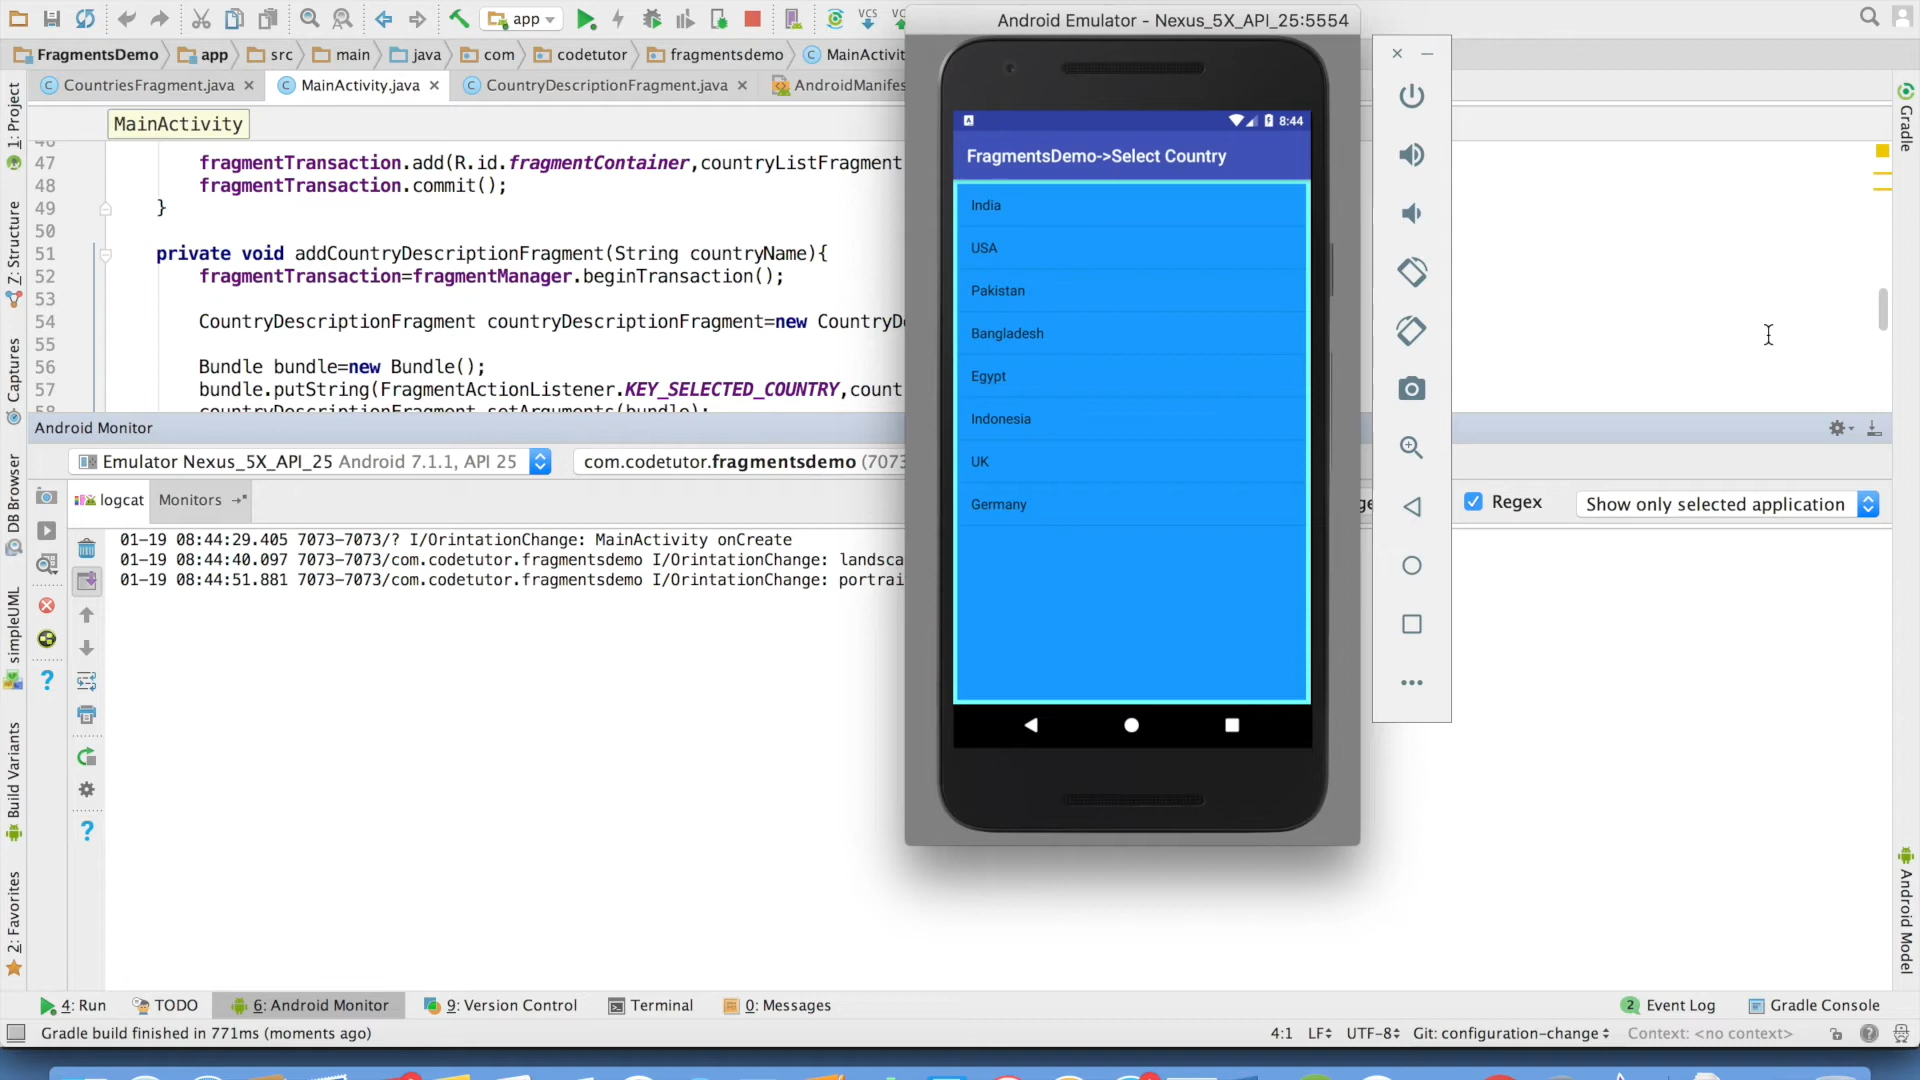 Android Emulator - Nexus_5X_API_25:5554
app
VCS
FragmentsDemo
app
src
main
java
com
codetutor
fragmentsdemo
MainActivit
CountriesFragment.java
MainActivity.java
CountryDescriptionFragment.java
AndroidManifes
MainActivity
47 fragmentTransaction.add(R.id.fragmentContainer,countryListFragment
48 fragmentTransaction.commit();
49 }
50
51 private void addCountryDescriptionFragment(String countryName){
52 fragmentTransaction=fragmentManager.beginTransaction();
53
54 CountryDescriptionFragment countryDescriptionFragment=new CountryD
55
56 Bundle bundle=new Bundle();
57 bundle.putString(FragmentActionListener.KEY_SELECTED_COUNTRY,count
58 countryDescriptionFragment.setArguments(bundle);
8:44
FragmentsDemo->Select Country
India
USA
Pakistan
Bangladesh
Egypt
Indonesia
UK
Germany
Android Monitor
Emulator Nexus_5X_API_25 Android 7.1.1, API 25
com.codetutor.fragmentsdemo (7073
Regex
Show only selected application
logcat
Monitors
01-19 08:44:29.405 7073-7073/? I/OrintationChange: MainActivity onCreate
01-19 08:44:40.097 7073-7073/com.codetutor.fragmentsdemo I/OrintationChange: landsca
01-19 08:44:51.881 7073-7073/com.codetutor.fragmentsdemo I/OrintationChange: portrai
1: Project
7: Structure
Captures
DB Browser
simpleUML
Build Variants
2: Favorites
Gradle
Android Model
4: Run
TODO
6: Android Monitor
9: Version Control
Terminal
0: Messages
2 Event Log
Gradle Console
Gradle build finished in 771ms (moments ago)
4:1
LF
UTF-8
Git: configuration-change
Context: <no context>